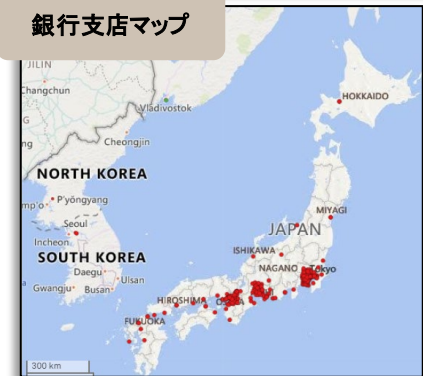 銀行支店マップ
JILIN
Changchun
Vladivostok
HOKKAIDO
Cheongjin
NORTH KOREA
P'yŏngyang
Seoul
Incheon
SOUTH KOREA
Daegu
Ulsan
Gwangju
Busan
MIYAGI
JAPAN
ISHIKAWA
NAGANO
Tokyo
HIROSHIMA
FUKUOKA
300 km